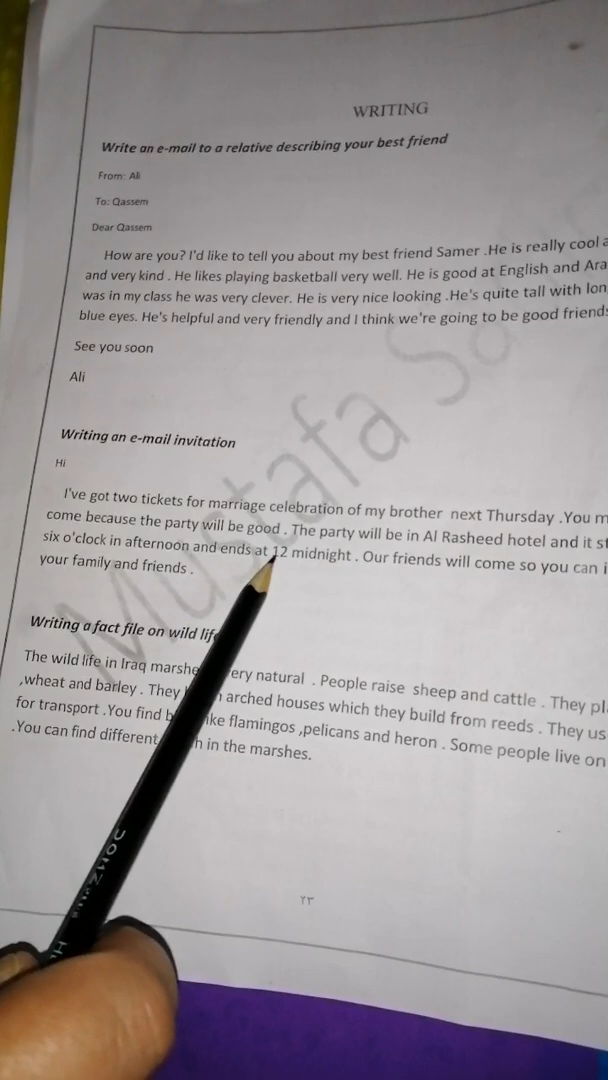 WRITING
Write an e-mail to a relative describing your best friend
From: Ali
To: Qassem
Dear Qassem
How are you? I'd like to tell you about my best friend Samer .He is really cool
and very kind . He likes playing basketball very well. He is good at English and
was in my class he was very clever. He is very nice looking .He's quite tall with
blue eyes. He's helpful and very friendly and I think we're going to be good friends
See you soon
Ali
Writing an e-mail invitation
Hi
I've got two tickets for marriage celebration of my brother next Thursday .You
come because the party will be good . The party will be in Al Rasheed hotel and it
six o'clock in afternoon and ends at 12 midnight . Our friends will come so you can
your family and friends .
Writing a fact file on wild
The wild life in Iraq natural . People raise sheep and cattle . They
,wheat and barley . They arched houses which they build from reeds . They
for transport .You find flamingos ,pelicans and heron . Some people live on
.You can find different in the marshes.
٢٣
Mustafa